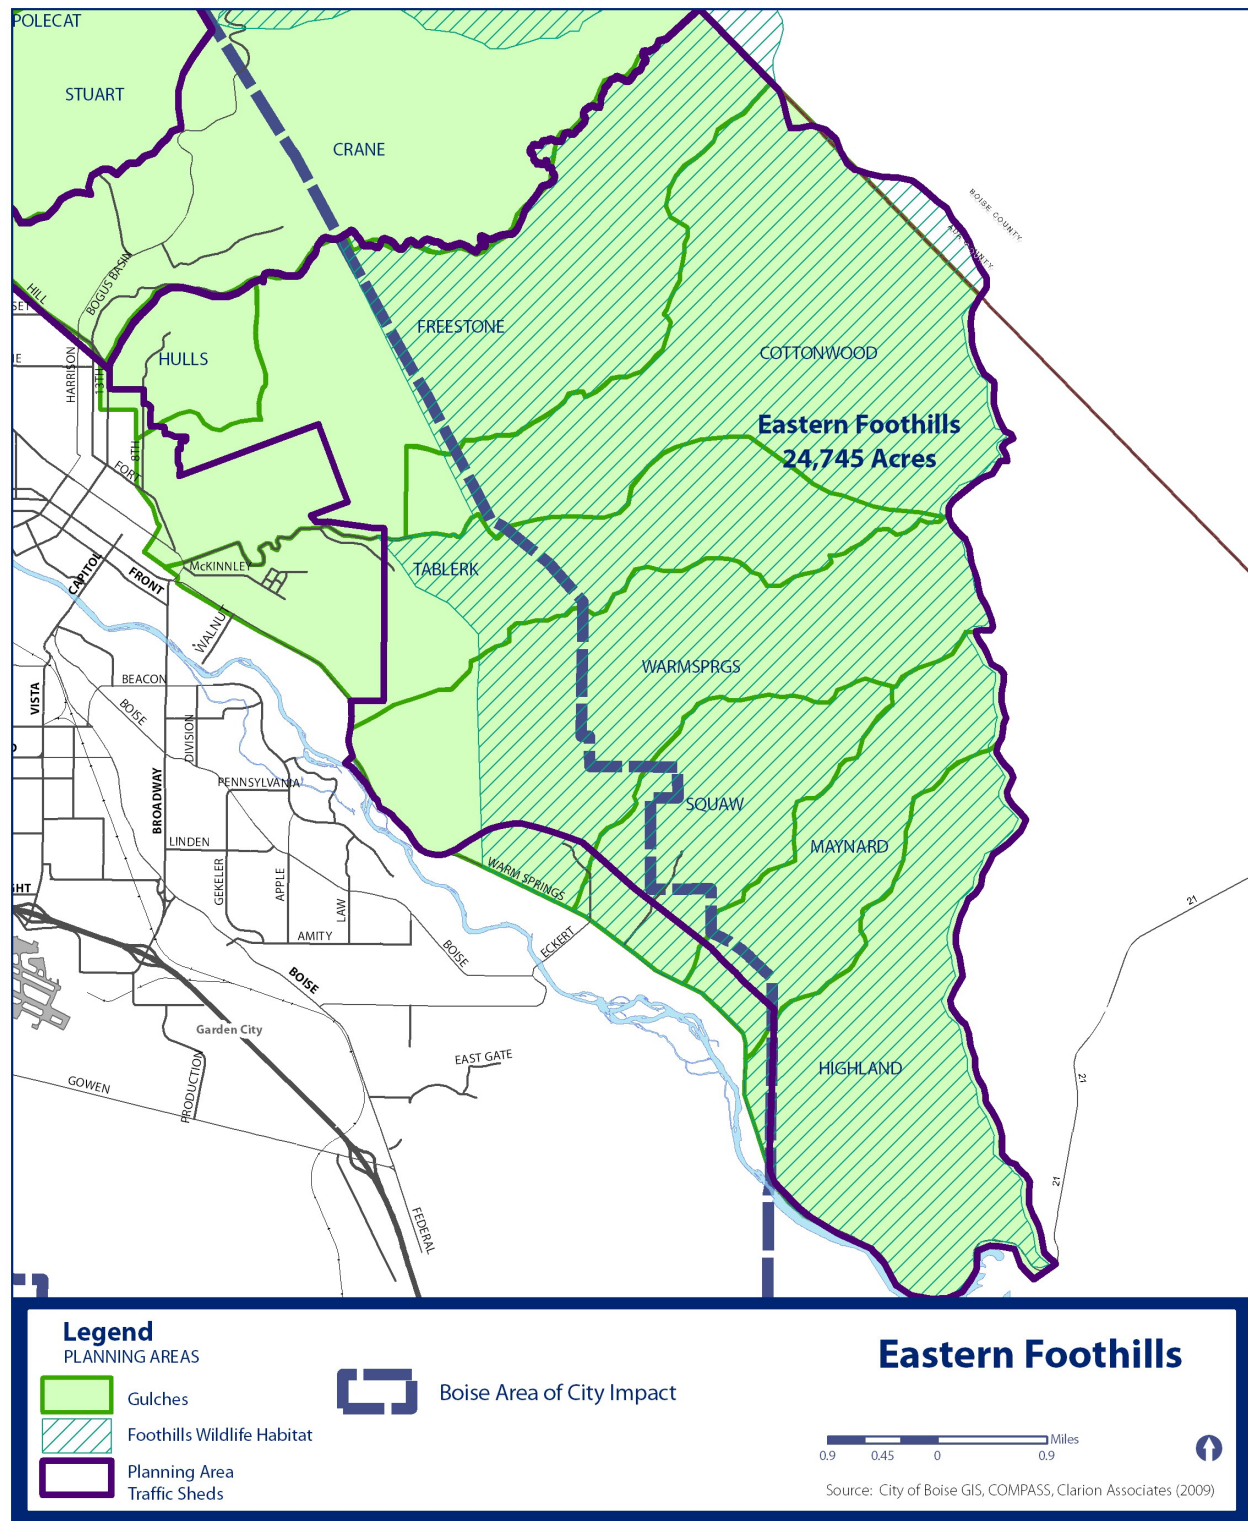 POLECAT
STUART
CRANE
BOISE COUNTY
ADA COUNTY
BOGUS BASIN
HILL
SET
FREESTONE
HULLS
COTTONWOOD
HARRISON
13TH
IE
Eastern Foothills
24,745 Acres
8TH
FORT
TABLERK
McKINNLEY
CAPITOL
FRONT
WALNUT
WARMSPRGS
BEACON
VISTA
BOISE
DIVISION
PENNSYLVANIA
BROADWAY
SQUAW
LINDEN
MAYNARD
WARM SPRINGS
GEKELER
APPLE
GHT
LAW
21
AMITY
ECKERT
BOISE
BOISE
Garden City
EAST GATE
HIGHLAND
GOWEN
PRODUCTION
21
21
FEDERAL
Legend
PLANNING AREAS
Gulches
Foothills Wildlife Habitat
Planning Area
Traffic Sheds
Boise Area of City Impact
Eastern Foothills
Miles
0.9 0.45 0 0.9
Source: City of Boise GIS, COMPASS, Clarion Associates (2009)